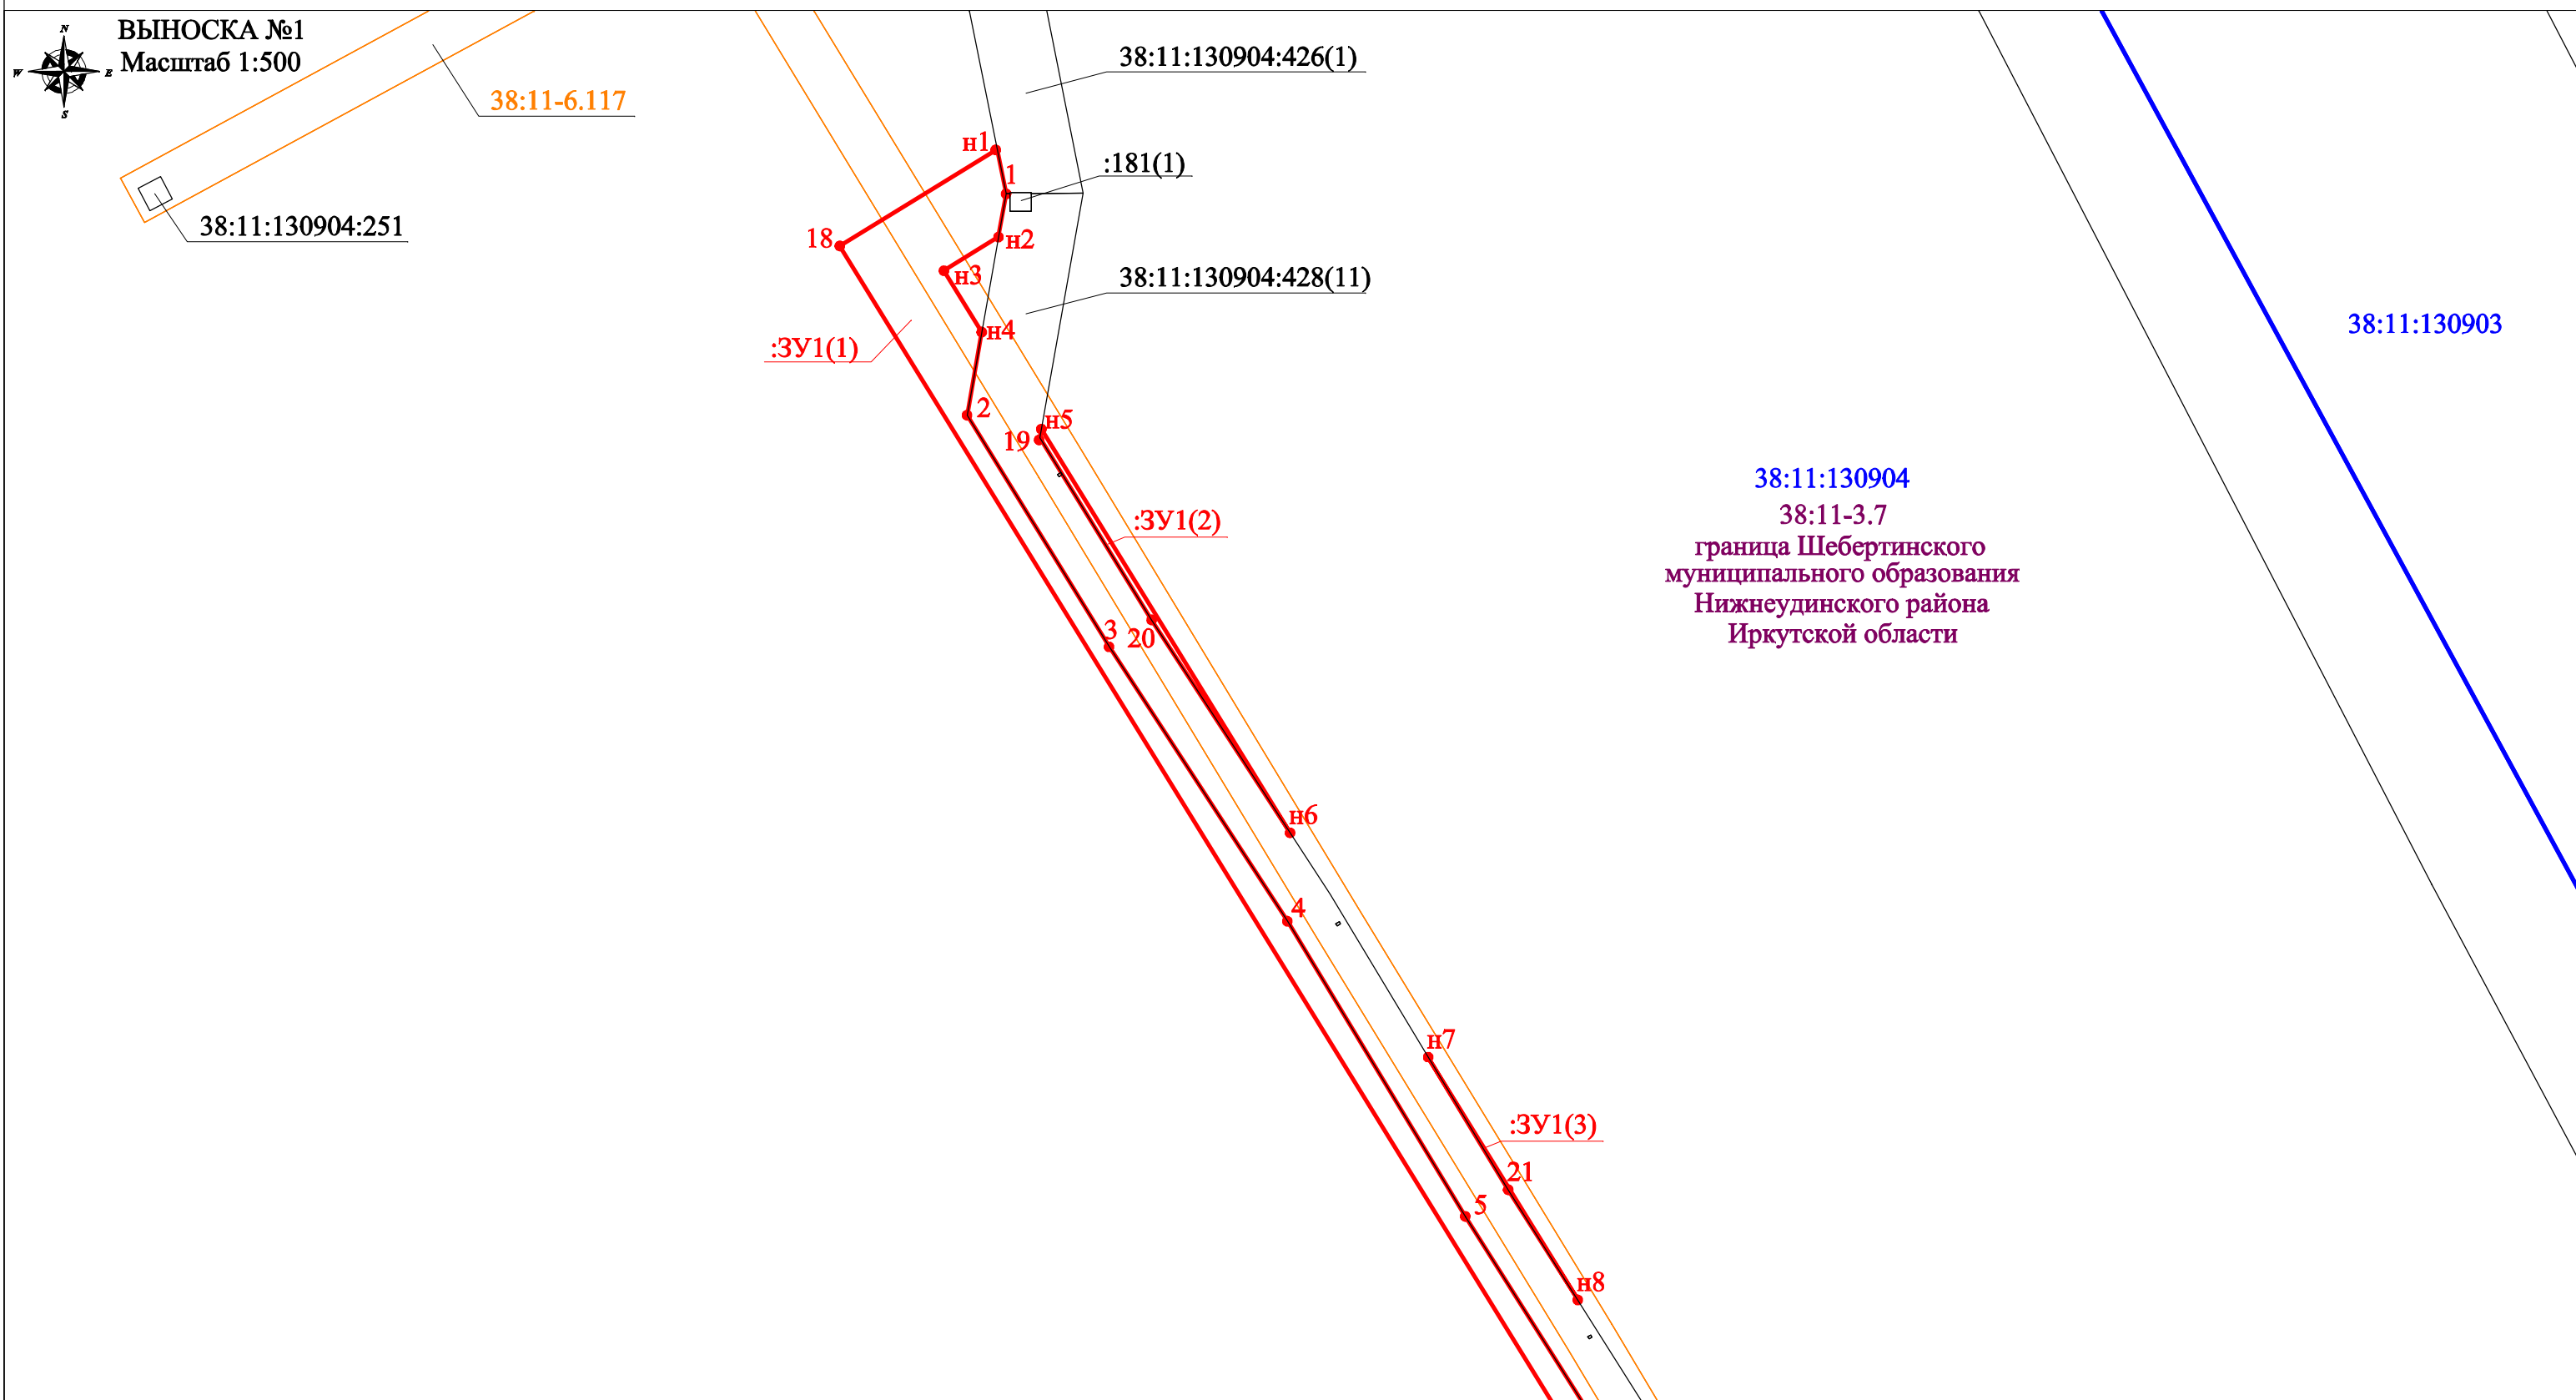 ВЫНОСКА №1
Масштаб 1:500
N
W
E
S
38:11-6.117
38:11:130904:251
38:11:130904:426(1)
:181(1)
38:11:130904:428(11)
н1
1
18
н2
н3
н4
:ЗУ1(1)
2
н5
19
:ЗУ1(2)
3
20
н6
4
н7
:ЗУ1(3)
21
5
н8
38:11:130903
38:11:130904
38:11-3.7
граница Шебертинского
муниципального образования
Нижнеудинского района
Иркутской области